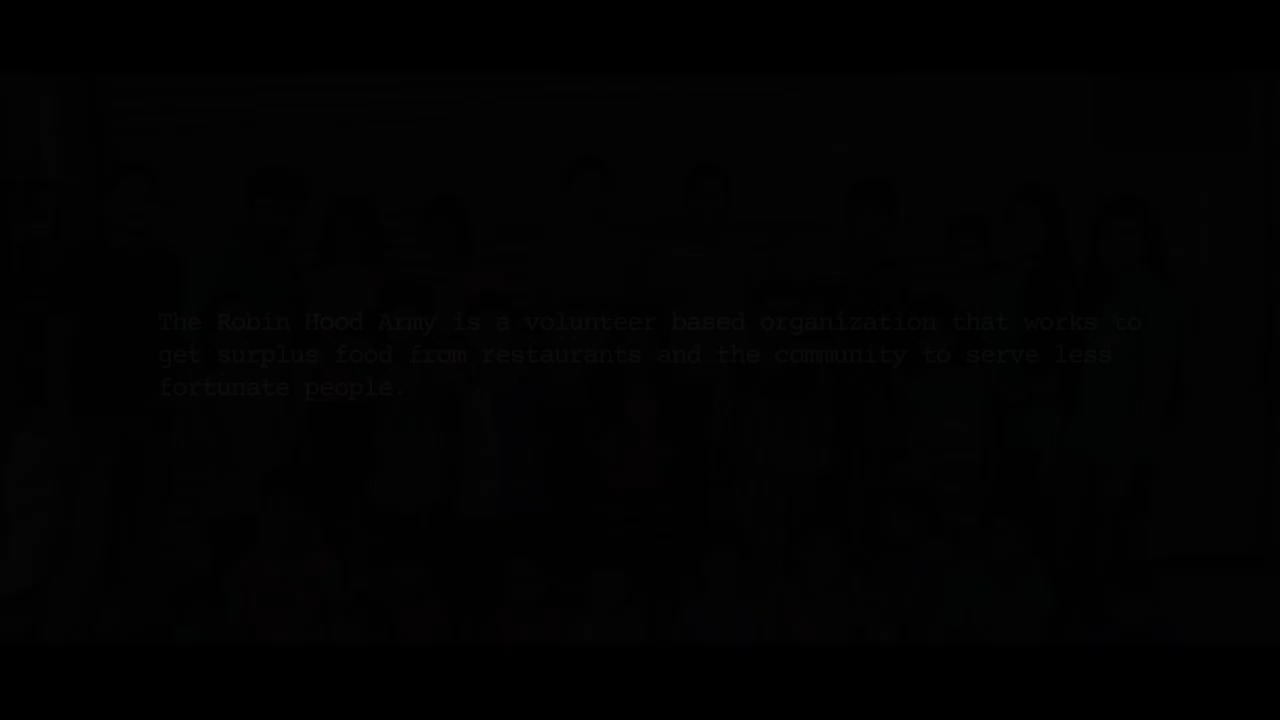 The Robin Hood Army is a volunteer based organization that works to
get surplus food from restaurants and the community to serve less
fortunate people.